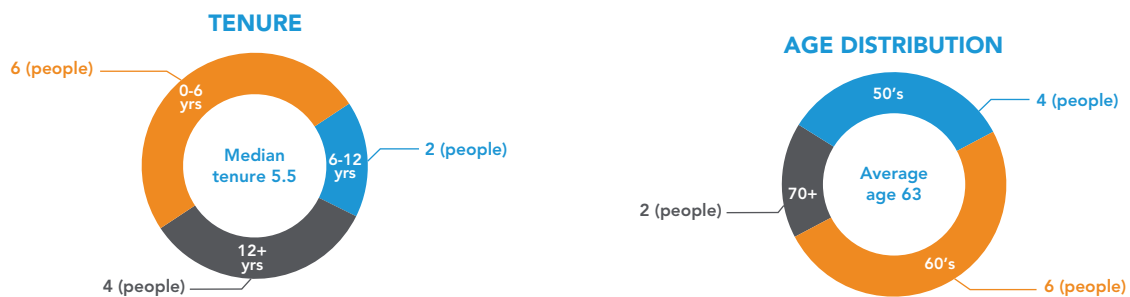 TENURE
6 (people)
0-6
yrs
Median
tenure 5.5
6-12
yrs
2 (people)
12+
yrs
4 (people)
AGE DISTRIBUTION
50's
4 (people)
Average
age 63
70+
2 (people)
60's
6 (people)